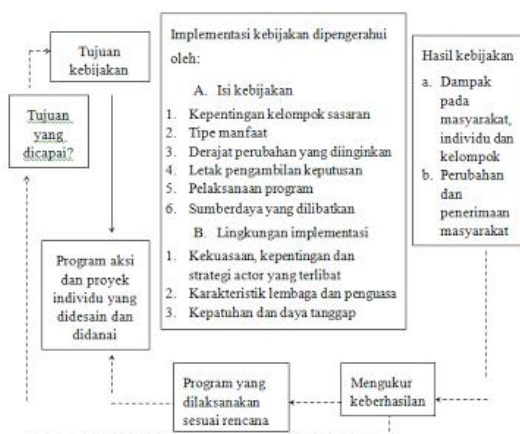 Tujuan
kebijakan
Tujuan
yang
dicapai?
Program aksi
dan proyek
individu yang
didesain dan
didanai
Implementasi kebijakan dipengerahui
oleh:
A. Isi kebijakan
1. Kepentingan kelompok sasaran
2. Tipe manfaat
3. Derajat perubahan yang diinginkan
4. Letak pengambilan keputusan
5. Pelaksanaan program
6. Sumberdaya yang dilibatkan
B. Lingkungan implementasi
1. Kekuasaan, kepentingan dan
strategi actor yang terlibat
2. Karakteristik lembaga dan penguasa
3. Kepatuhan dan daya tanggap
Hasil kebijakan
a. Dampak
pada
masyarakat,
individu dan
kelompok
b. Perubahan
dan
penerimaan
masyarakat
Program yang
dilaksanakan
sesuai rencana
Mengukur
keberhasilan